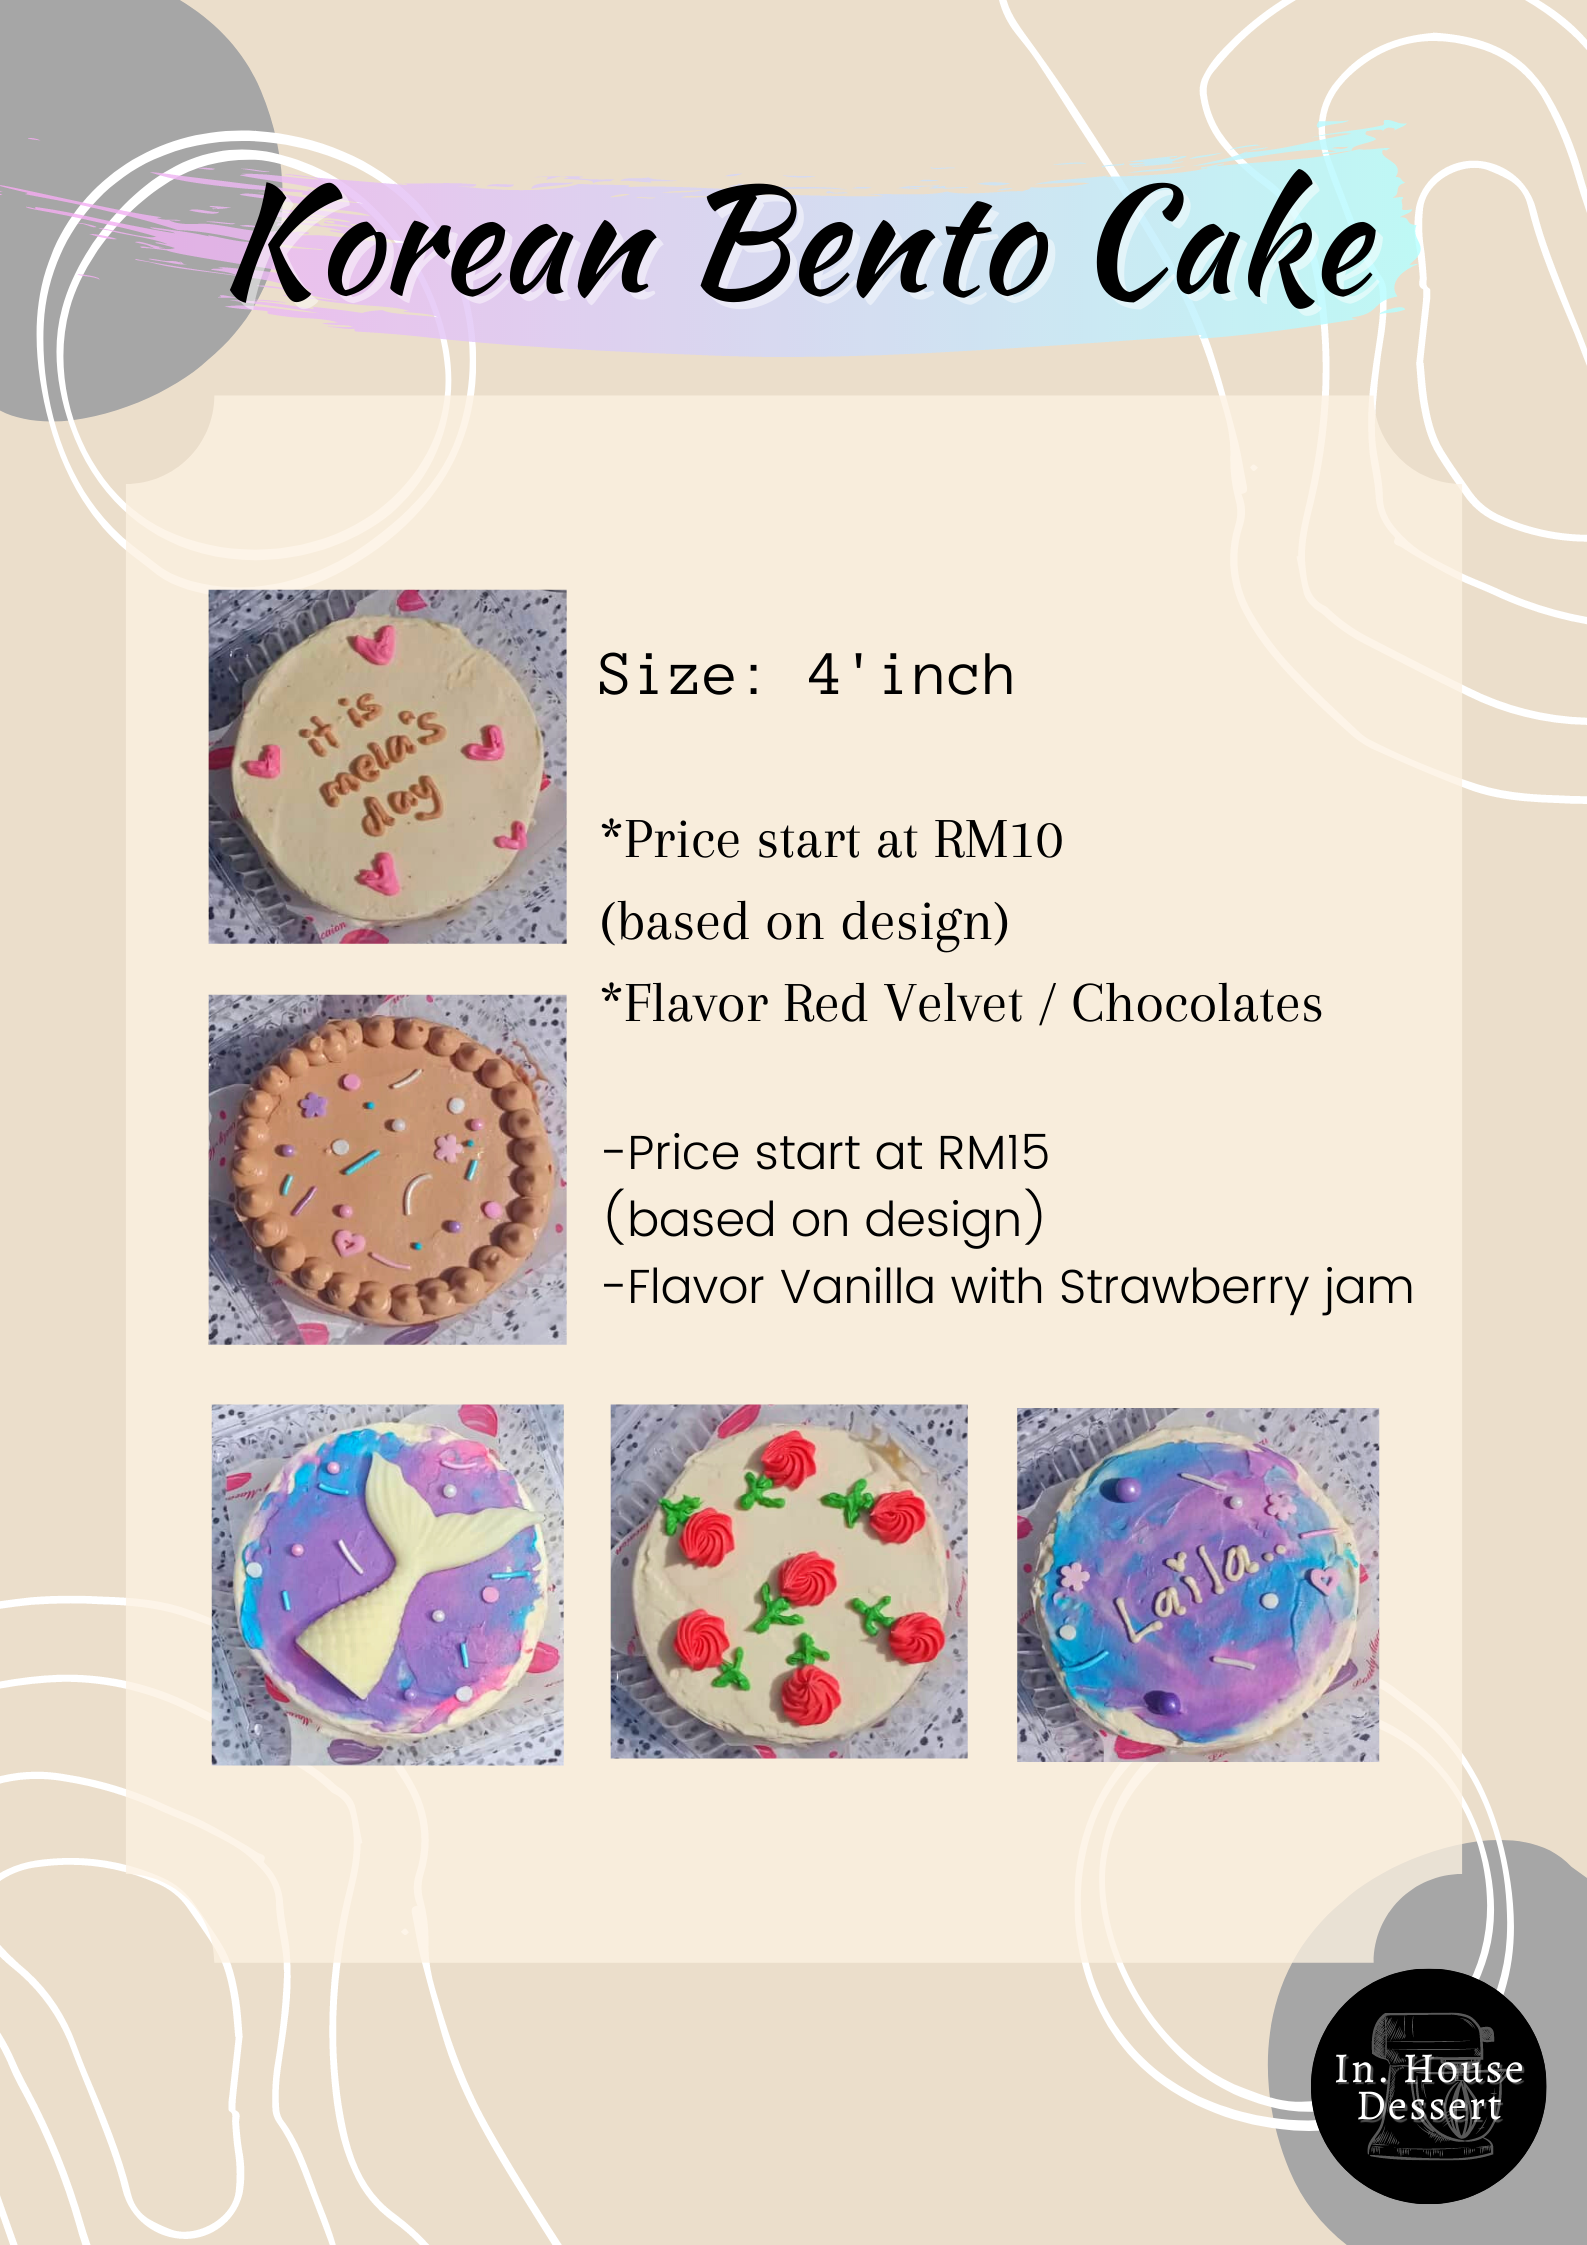 Korean Bento Cake
it is
mela's
day
Size: 4'inch
*Price start at RM10
(based on design)
*Flavor Red Velvet / Chocolates
-Price start at RM15
(based on design)
-Flavor Vanilla with Strawberry jam
Laila..
In. House
Dessert